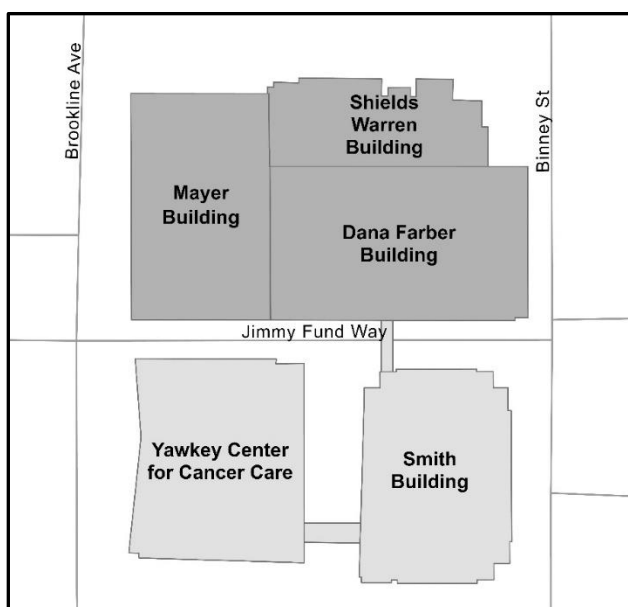 Brookline Ave
Shields
Warren
Building
Binney St
Mayer
Building
Dana Farber
Building
Jimmy Fund Way
Yawkey Center
for Cancer Care
Smith
Building